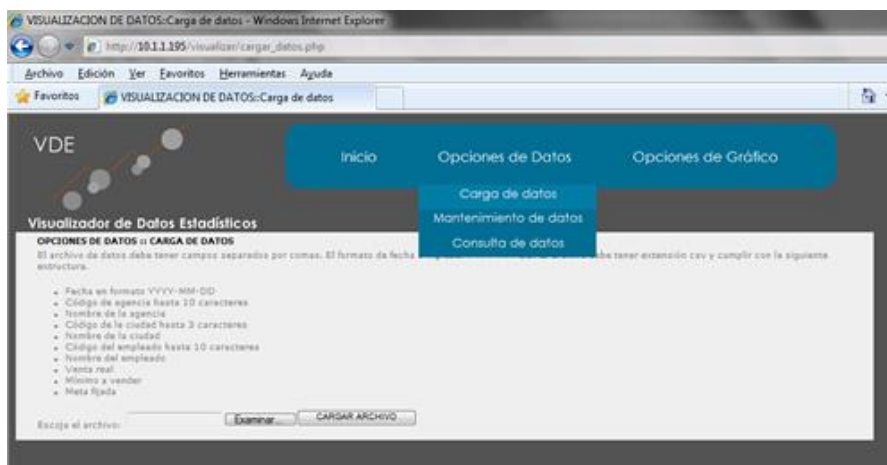 VISUALIZACION DE DATOS::Carga de datos - Windows Internet Explorer
http://10.1.1.195/visualizar/cargar_datos.php
Archivo Edición Ver Favoritos Herramientas Ayuda
Favoritos VISUALIZACION DE DATOS::Carga de datos
VDE
Inicio Opciones de Datos Opciones de Gráfico
Carga de datos
Mantenimiento de datos
Consulta de datos
Visualizador de Datos Estadísticos
OPCIONES DE DATOS :: CARGA DE DATOS
El archivo de datos debe tener campos separados por comas. El formato de fecha tener extensión csv y cumplir con la siguiente
estructura.
Fecha en formato YYYY-MM-DD
Código de agencia hasta 10 caracteres
Nombre de la agencia
Código de la ciudad hasta 3 caracteres
Nombre de la ciudad
Código del empleado hasta 10 caracteres
Nombre del empleado
Venta real
Mínimo a vender
Meta fijada
Escoja el archivo: Examinar... CARGAR ARCHIVO